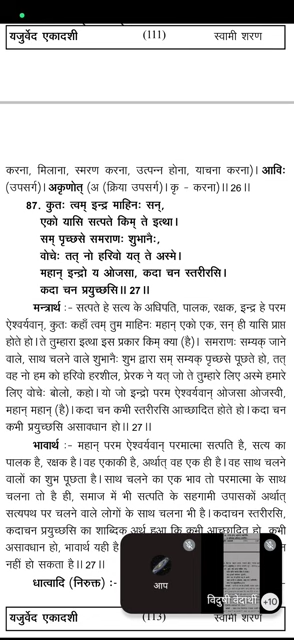 यजुर्वेद एकादशी (111) स्वामी शरण
करना, मिलाना, स्मरण करना, उत्पन्न होना, याचना करना)। आविः
(उपसर्ग)। अकृणोत् (अ (क्रिया उपसर्ग)। कृ - करना)॥ 26॥
87. कुतः त्वम् इन्द्र माहिनः सन्,
एको यासि सत्पते किम् ते इत्था।
सम् पृच्छसे समराणः शुभानैः,
वोचेः तत् नो हरिवो यत् ते अस्मे।
महान् इन्द्रो य ओजसा, कदा चन स्तरीरसि।
कदा चन प्रयुच्छसि॥ 27॥
मन्त्रार्थ :- सत्पते हे सत्य के अधिपति, पालक, रक्षक, इन्द्र हे परम
ऐश्वर्यवान्, कुतः कहाँ त्वम् तुम माहिनः महान् एको एक, सन् ही यासि प्राप्त
होते हो। ते तुम्हारा इत्था इस प्रकार किम् क्या (है)। समराणः सम्यक् जाने
वाले, साथ चलने वाले शुभानैः शुभ द्वारा सम् सम्यक् पृच्छसे पूछते हो, तत्
वह नो हम को हरिवो हरशील, प्रेरक ने यत् जो ते तुम्हारे लिए अस्मे हमारे
लिए वोचेः बोलो, कहो। यो जो इन्द्रो परम ऐश्वर्यवान् ओजसा ओजस्वी,
महान् महान् (है)। कदा चन कभी स्तरीरसि आच्छादित होते हो। कदा चन
कभी प्रयुच्छसि असावधान हो॥ 27॥
भावार्थ :- महान् परम ऐश्वर्यवान् परमात्मा सत्पति है, सत्य का
पालक है, रक्षक है। वह एकाकी है, अर्थात् वह एक ही है। वह साथ चलने
वालों का शुभ पूछता है। साथ चलने का एक भाव तो परमात्मा के साथ
चलना तो है ही, समाज में भी सत्पति के सहगामी उपासकों अर्थात्
सत्यपथ पर चलने वाले लोगों के साथ चलना भी है। कदाचन स्तरीरसि,
कदाचन प्रयुच्छसि का शाब्दिक अर्थ हुआ कि कभी आच्छादित हो, कभी
असावधान हो, भावार्थ यही है
नहीं हो सकता है॥ 27॥
आप
विदुषी वेदार्थी +10
धात्वादि (निरुक्त) :-
यजुर्वेद एकादशी (113) स्वामी शरण